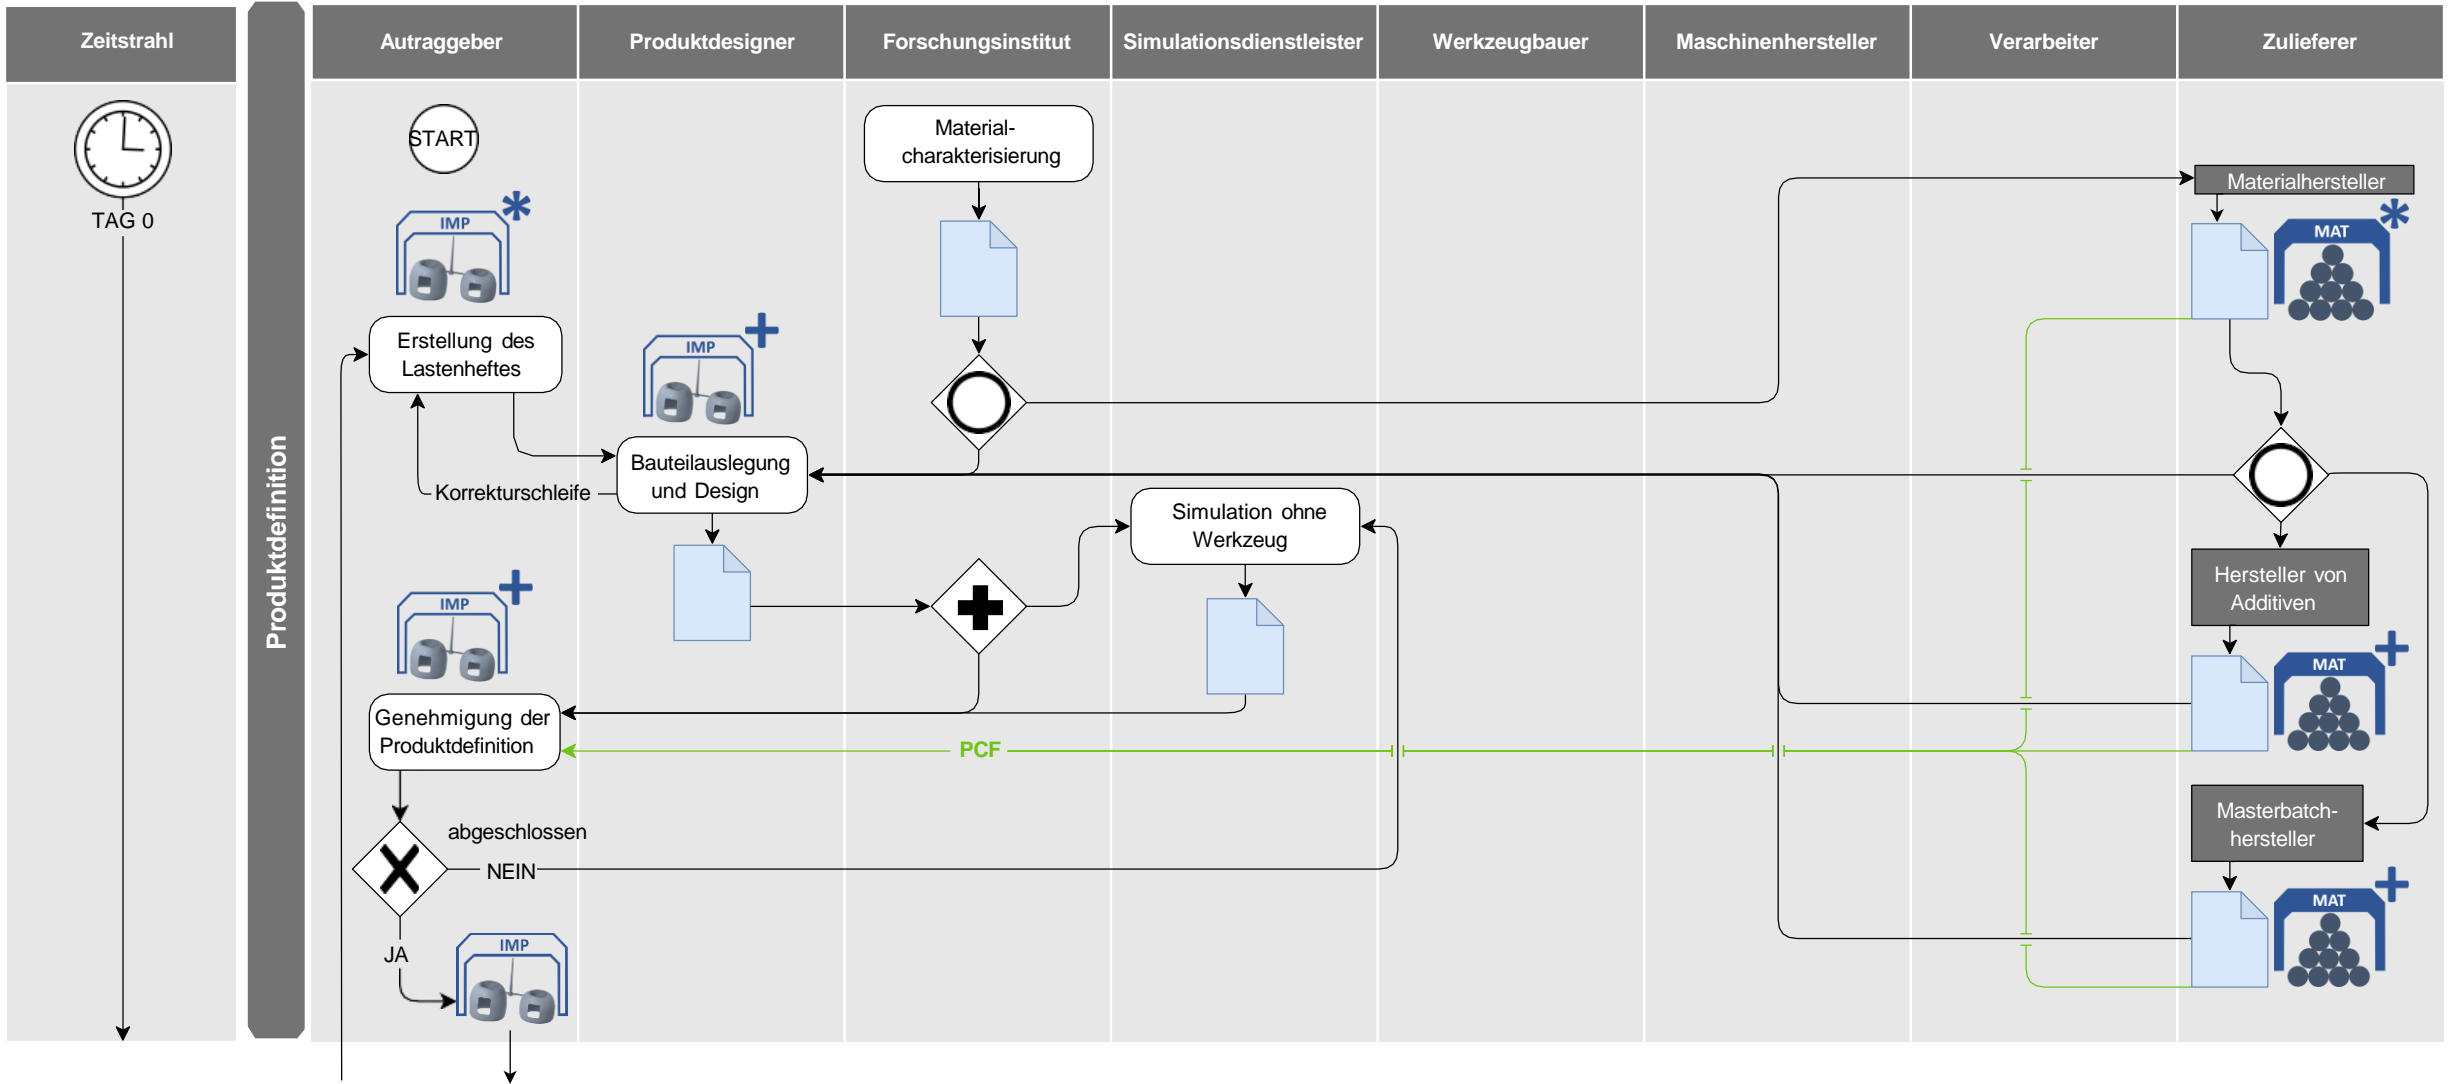 Zeitstrahl
Autraggeber
Produktdesigner
Forschungsinstitut
Simulationsdienstleister
Werkzeugbauer
Maschinenhersteller
Verarbeiter
Zulieferer
TAG 0
Produktdefinition
START
IMP
Erstellung des
Lastenheftes
Korrekturschleife
IMP
Bauteilauslegung
und Design
Material-
charakterisierung
Simulation ohne
Werkzeug
IMP
Genehmigung der
Produktdefinition
PCF
abgeschlossen
NEIN
JA
IMP
Materialhersteller
MAT
Hersteller von
Additiven
MAT
Masterbatch-
hersteller
MAT